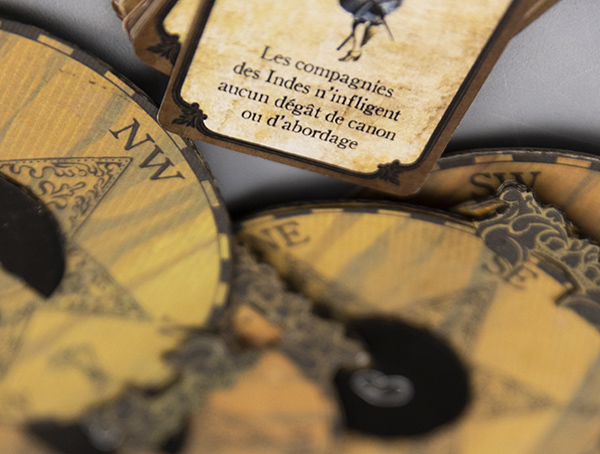 Les compagnies
des Indes n'infligent
aucun dégât de canon
ou d'abordage
NW
SW
NE
SE